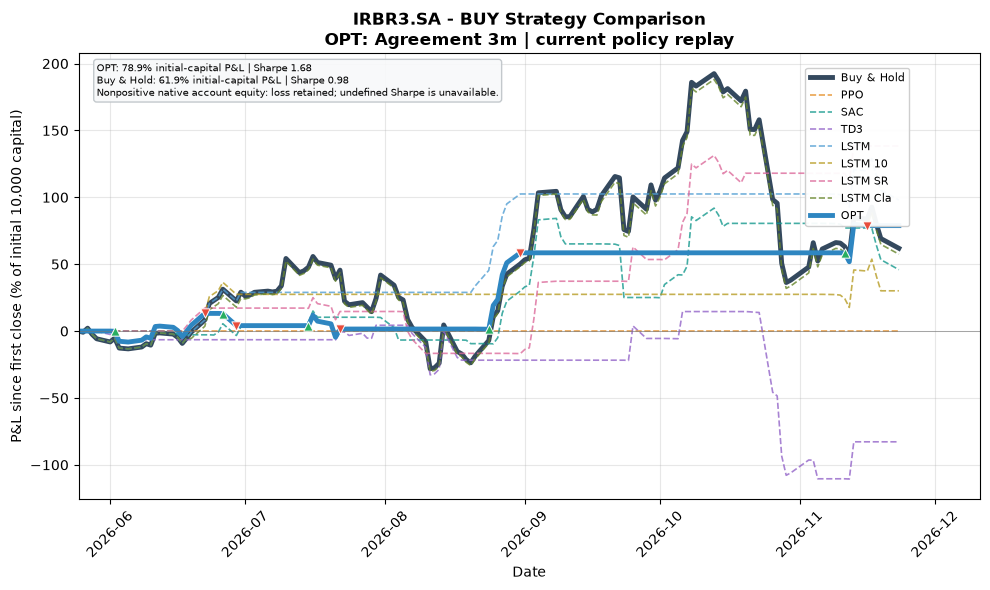 IRBR3.SA - BUY Strategy Comparison
OPT: Agreement 3m | current policy replay
OPT: 78.9% initial-capital P&L | Sharpe 1.68
Buy & Hold: 61.9% initial-capital P&L | Sharpe 0.98
Nonpositive native account equity: loss retained; undefined Sharpe is unavailable.
Buy & Hold
PPO
SAC
TD3
LSTM
LSTM 10
LSTM SR
LSTM Cla
OPT
P&L since first close (% of initial 10,000 capital)
200
150
100
50
0
−50
−100
2026-06
2026-07
2026-08
2026-09
2026-10
2026-11
2026-12
Date